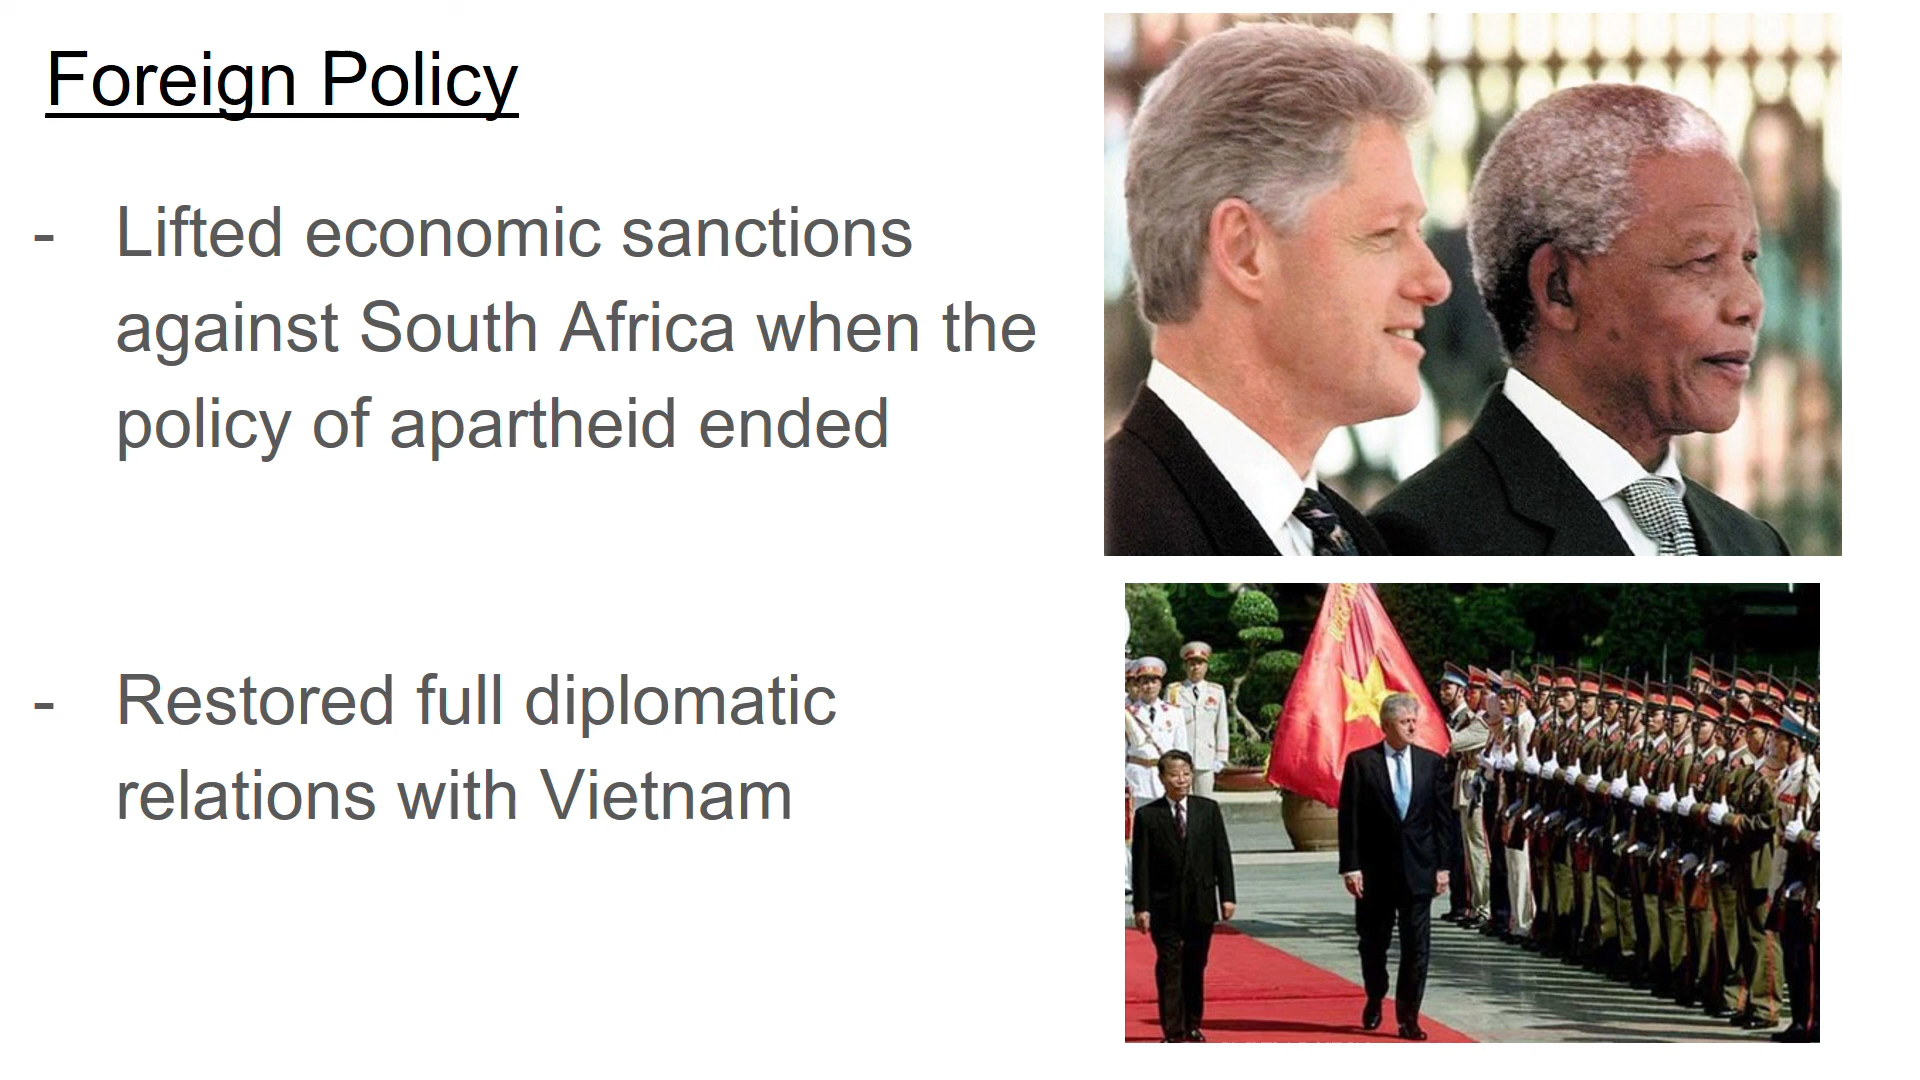 Foreign Policy
- Lifted economic sanctions
against South Africa when the
policy of apartheid ended
- Restored full diplomatic
relations with Vietnam